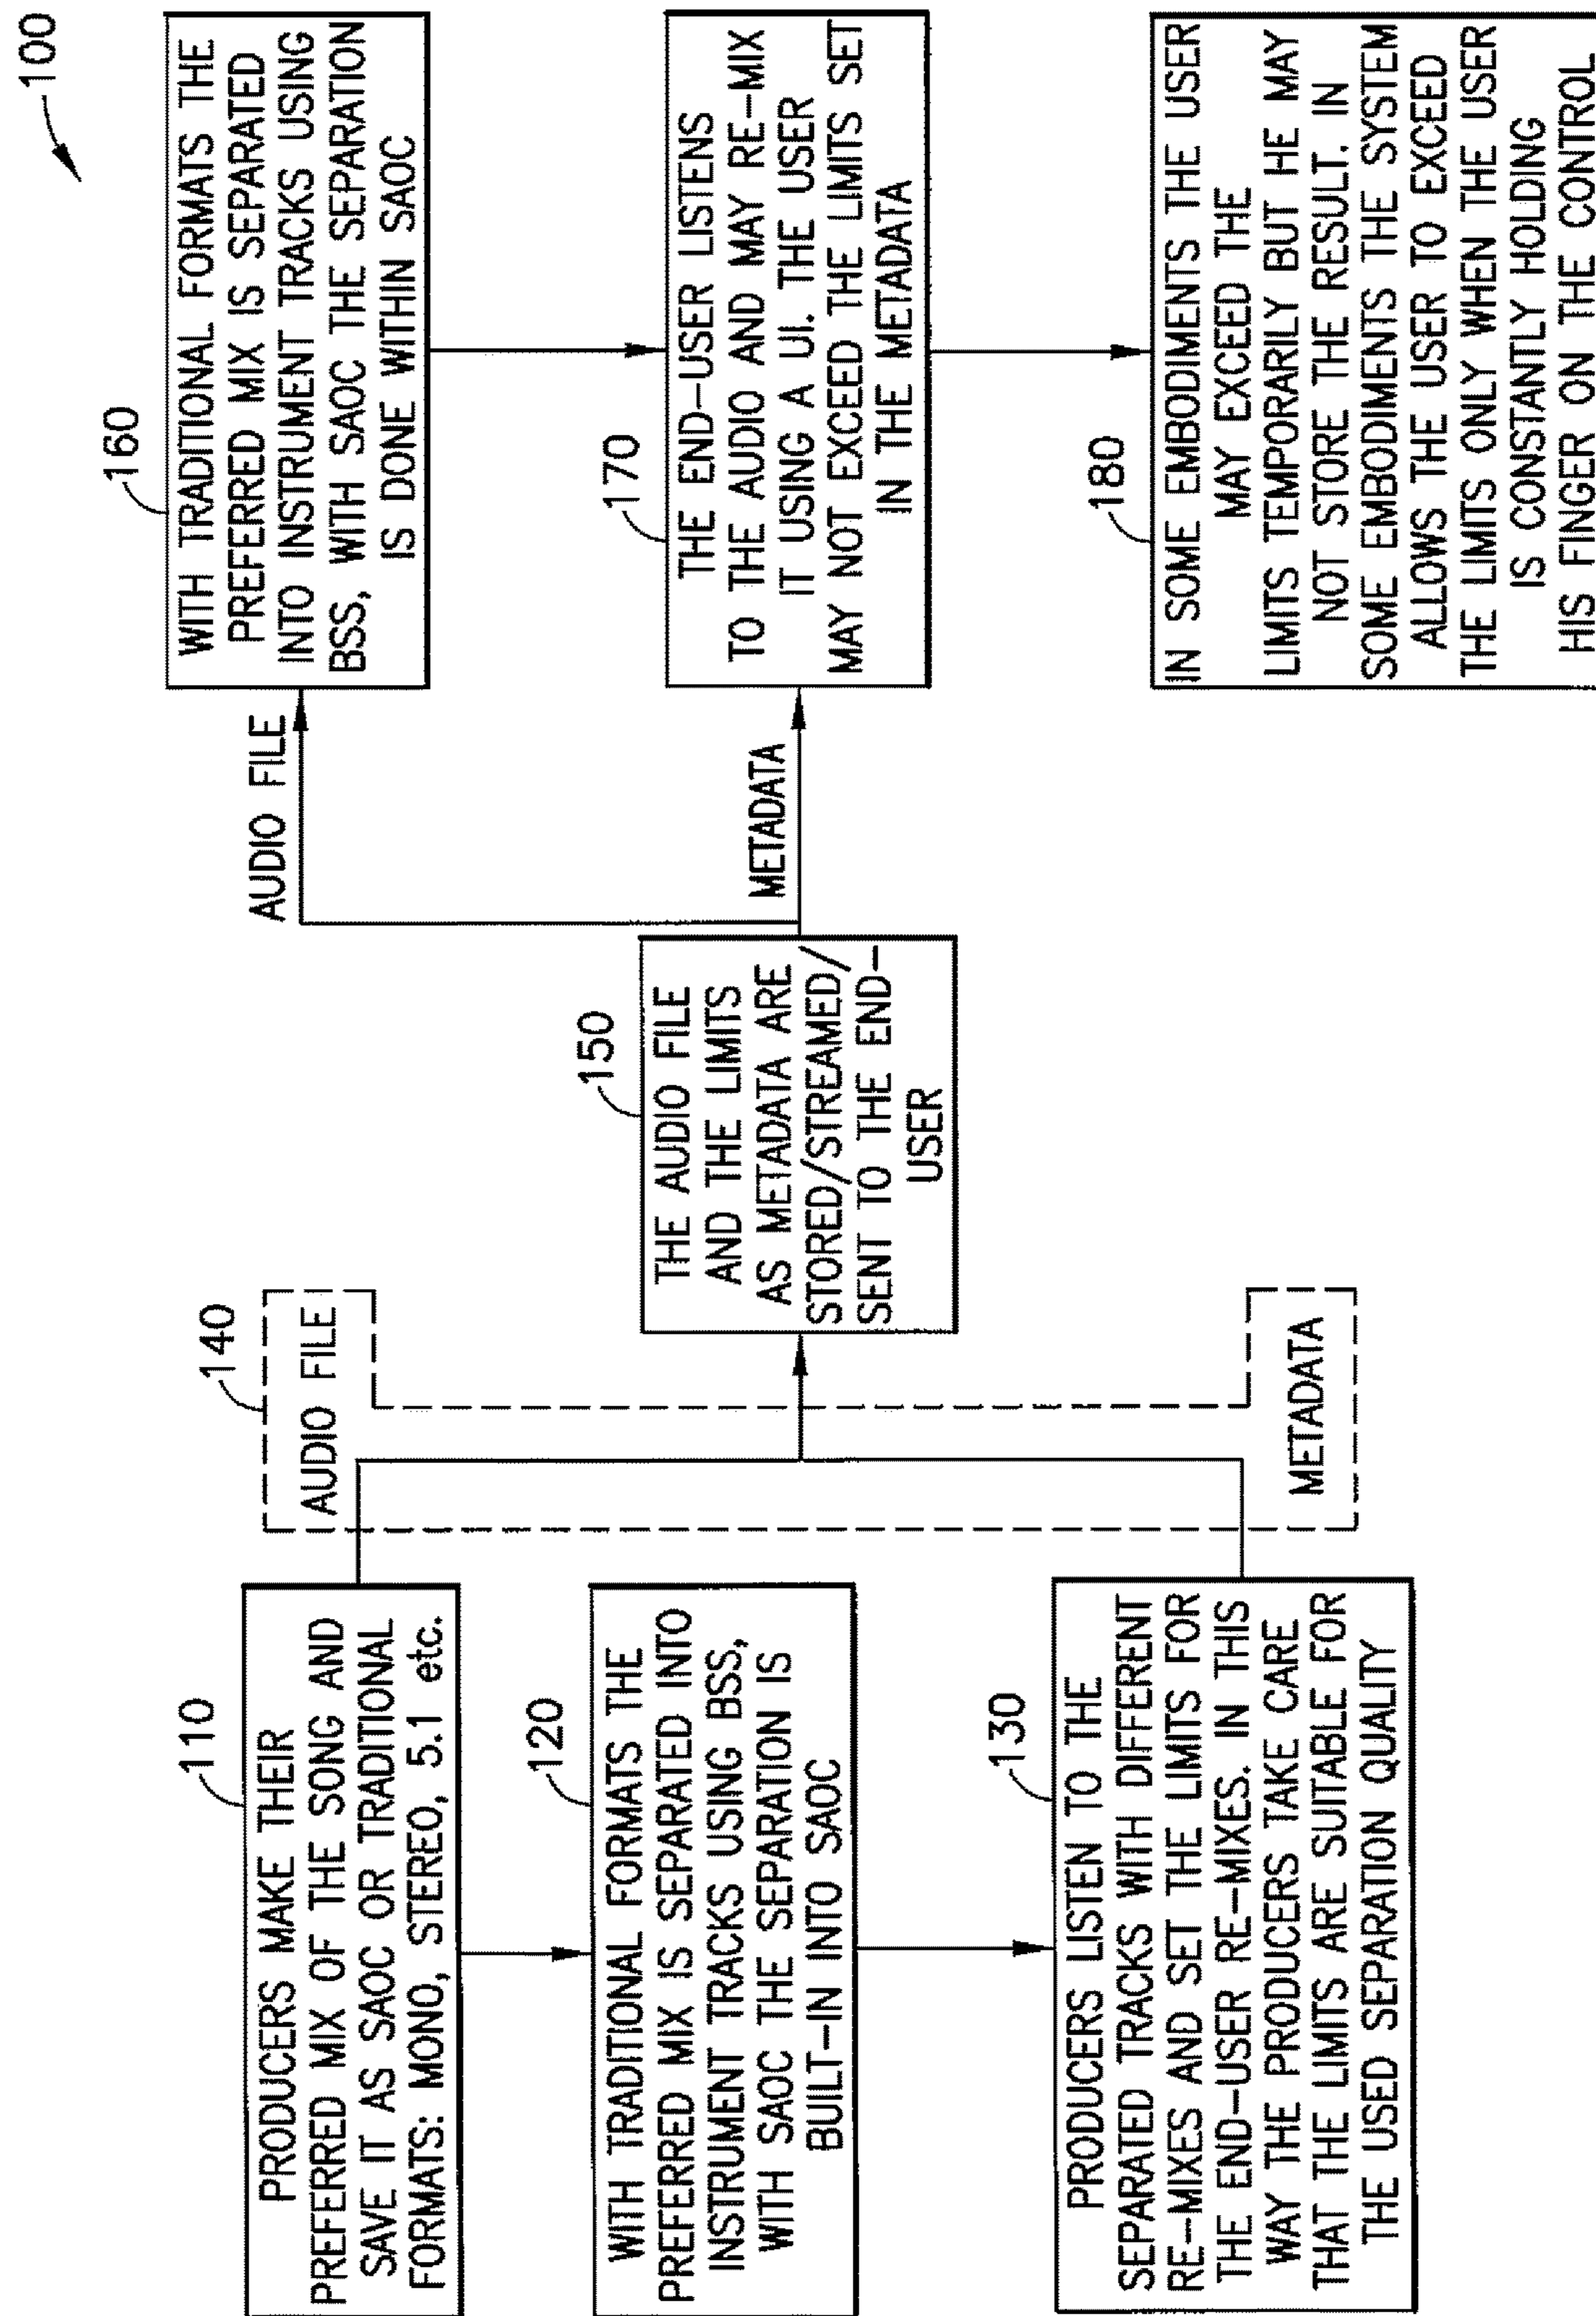 100
110
PRODUCERS MAKE THEIR
PREFERRED MIX OF THE SONG AND
SAVE IT AS SAOC OR TRADITIONAL
FORMATS: MONO, STEREO, 5.1 etc.
120
WITH TRADITIONAL FORMATS THE
PREFERRED MIX IS SEPARATED INTO
INSTRUMENT TRACKS USING BSS,
WITH SAOC THE SEPARATION IS
BUILT-IN INTO SAOC
130
PRODUCERS LISTEN TO THE
SEPARATED TRACKS WITH DIFFERENT
RE-MIXES AND SET THE LIMITS FOR
THE END-USER RE-MIXES. IN THIS
WAY THE PRODUCERS TAKE CARE
THAT THE LIMITS ARE SUITABLE FOR
THE USED SEPARATION QUALITY
140
AUDIO FILE
METADATA
150
THE AUDIO FILE
AND THE LIMITS
AS METADATA ARE
STORED/STREAMED/
SENT TO THE END-
USER
AUDIO FILE
METADATA
160
WITH TRADITIONAL FORMATS THE
PREFERRED MIX IS SEPARATED
INTO INSTRUMENT TRACKS USING
BSS, WITH SAOC THE SEPARATION
IS DONE WITHIN SAOC
170
THE END-USER LISTENS
TO THE AUDIO AND MAY RE-MIX
IT USING A UI. THE USER
MAY NOT EXCEED THE LIMITS SET
IN THE METADATA
180
IN SOME EMBODIMENTS THE USER
MAY EXCEED THE
LIMITS TEMPORARILY BUT HE MAY
NOT STORE THE RESULT. IN
SOME EMBODIMENTS THE SYSTEM
ALLOWS THE USER TO EXCEED
THE LIMITS ONLY WHEN THE USER
IS CONSTANTLY HOLDING
HIS FINGER ON THE CONTROL